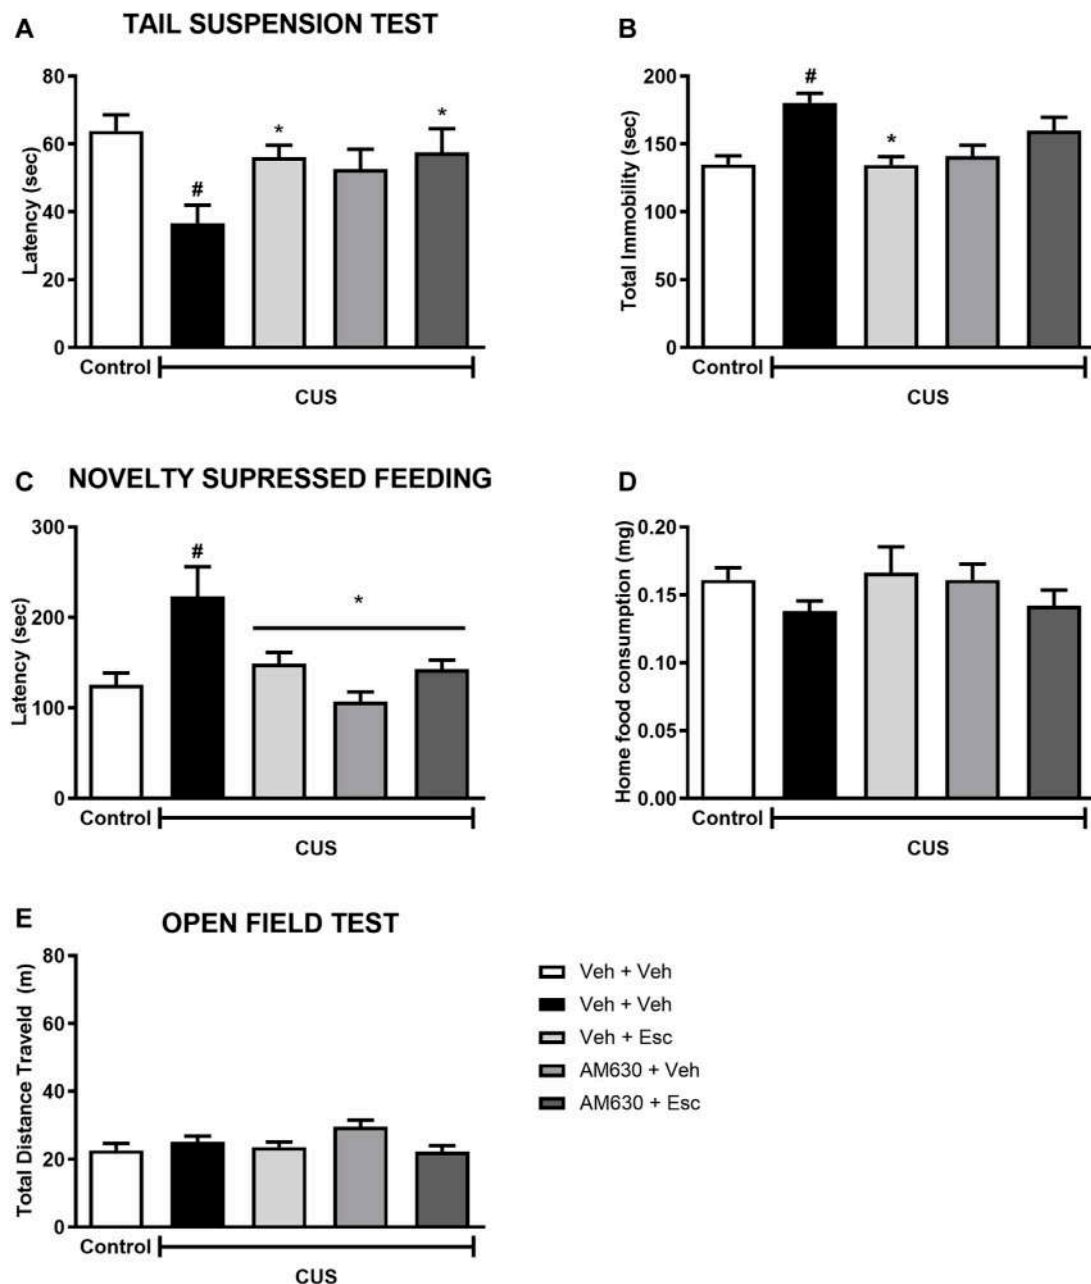 A TAIL SUSPENSION TEST
80
60
40
20
0
Latency (sec)
#
*
*
Control
CUS
B
200
150
100
50
0
Total Immobility (sec)
#
*
Control
CUS
C NOVELTY SUPRESSED FEEDING
300
200
100
0
Latency (sec)
#
*
Control
CUS
D
0.20
0.15
0.10
0.05
0.00
Home food consumption (mg)
Control
CUS
E OPEN FIELD TEST
80
60
40
20
0
Total Distance Traveld (m)
Control
CUS
Veh + Veh
Veh + Veh
Veh + Esc
AM630 + Veh
AM630 + Esc